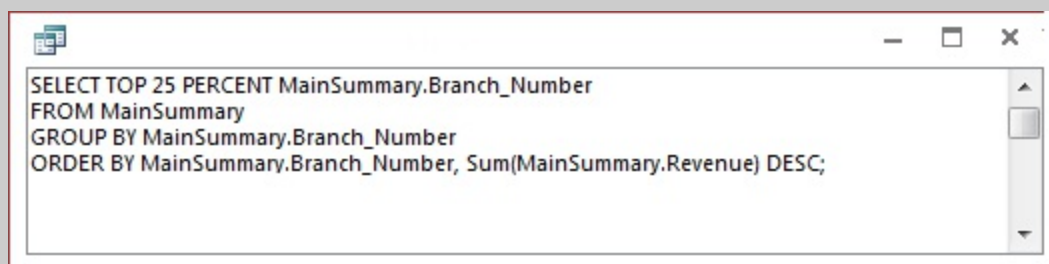 SELECT TOP 25 PERCENT MainSummary.Branch_Number
FROM MainSummary
GROUP BY MainSummary.Branch_Number
ORDER BY MainSummary.Branch_Number, Sum(MainSummary.Revenue) DESC;